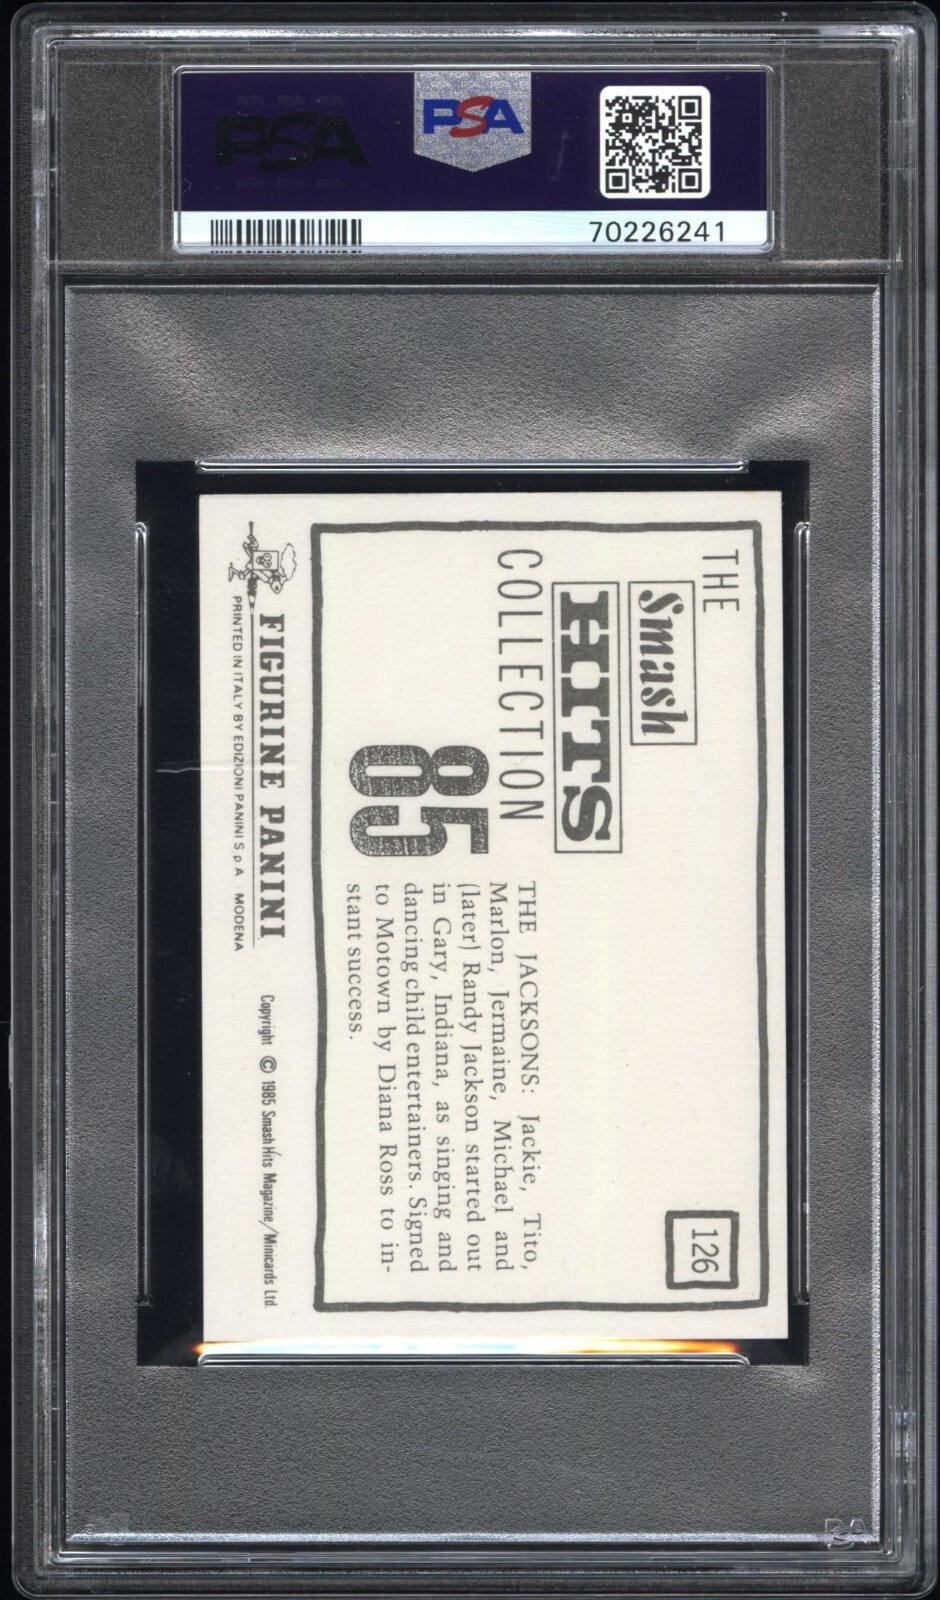 PSA
PSA
70226241
THE
Smash
HITS
COLLECTION
85
126
THE JACKSONS: Jackie, Tito,
Marlon, Jermaine, Michael and
(later) Randy Jackson started out
in Gary, Indiana, as singing and
dancing child entertainers. Signed
to Motown by Diana Ross to in-
stant success.
FIGURINE PANINI
PRINTED IN ITALY BY EDIZIONI PANINI S.p.A. - MODENA
Copyright © 1985 Smash Hits Magazine/Minicards Ltd.
PSA